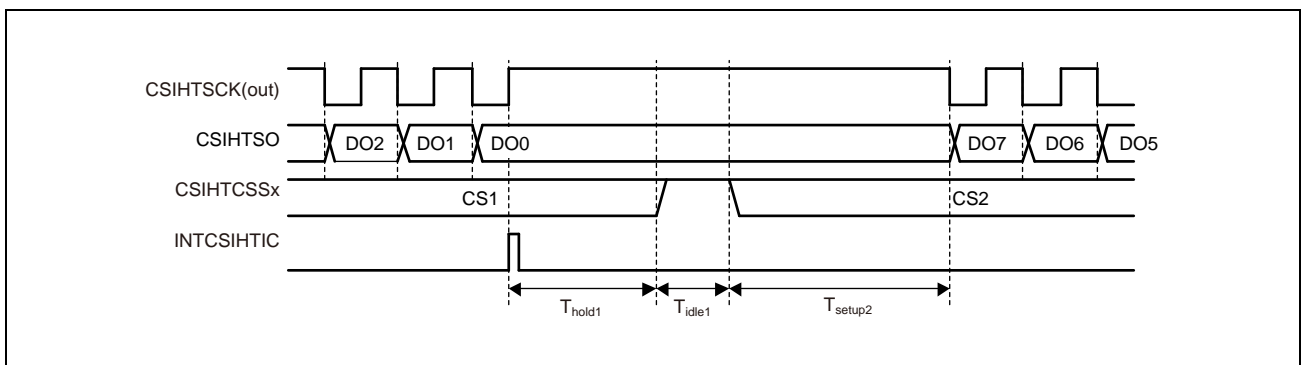 CSIHTSCK(out)
CSIHTSO DO2 DO1 DO0 DO7 DO6 DO5
CSIHTCSSx CS1 CS2
INTCSIHTIC
Thold1 Tidle1 Tsetup2